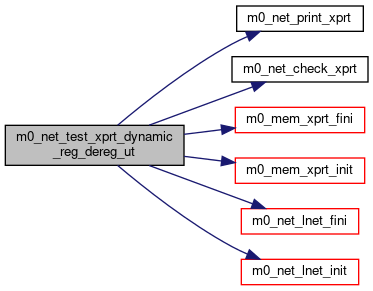 m0_net_print_xprt
m0_net_check_xprt
m0_net_test_xprt_dynamic
_reg_dereg_ut
m0_mem_xprt_fini
m0_mem_xprt_init
m0_net_lnet_fini
m0_net_lnet_init